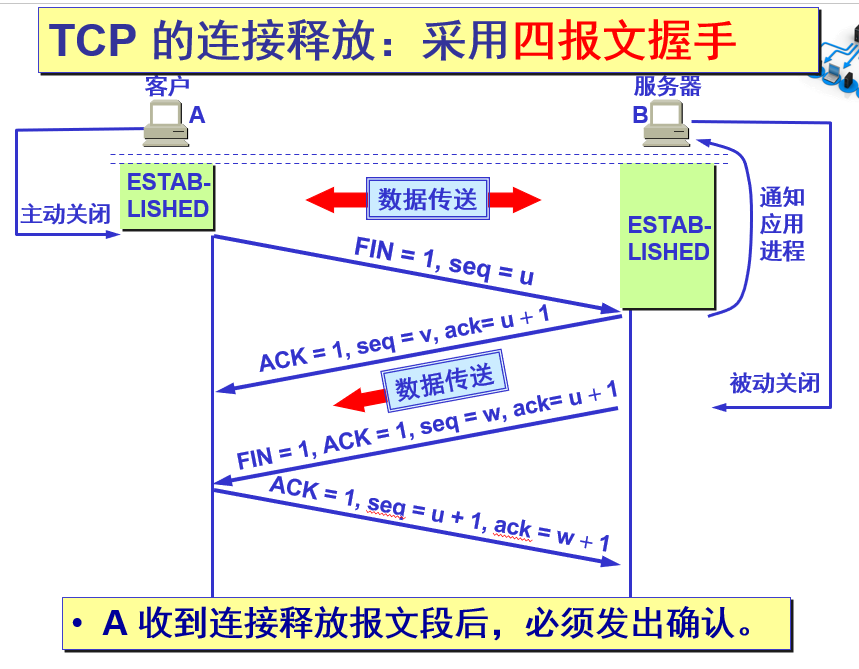 TCP 的连接释放：采用四报文握手
客户
A
服务器
B
ESTAB-
LISHED
数据传送
ESTAB-
LISHED
主动关闭
通知
应用
进程
FIN = 1, seq = u
ACK = 1, seq = v, ack= u + 1
数据传送
被动关闭
FIN = 1, ACK = 1, seq = w, ack= u + 1
ACK = 1, seq = u + 1, ack = w + 1
• A 收到连接释放报文段后，必须发出确认。